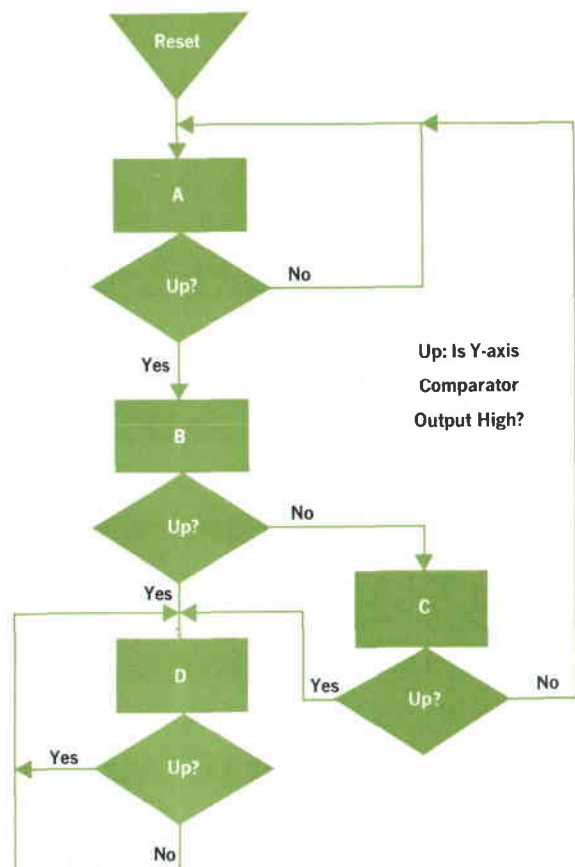 Reset
A
Up?
No
Yes
Up: Is Y-axis
Comparator
Output High?
B
Up?
No
Yes
C
Up?
Yes
No
D
Up?
Yes
No